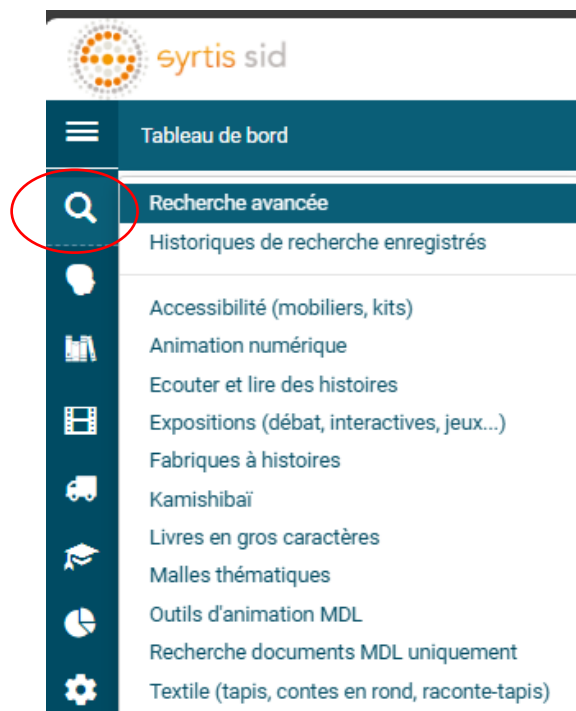 syrtis sid
Tableau de bord
Recherche avancée
Historiques de recherche enregistrés
Accessibilité (mobiliers, kits)
Animation numérique
Ecouter et lire des histoires
Expositions (débat, interactives, jeux...)
Fabriques à histoires
Kamishibaï
Livres en gros caractères
Malles thématiques
Outils d'animation MDL
Recherche documents MDL uniquement
Textile (tapis, contes en rond, raconte-tapis)